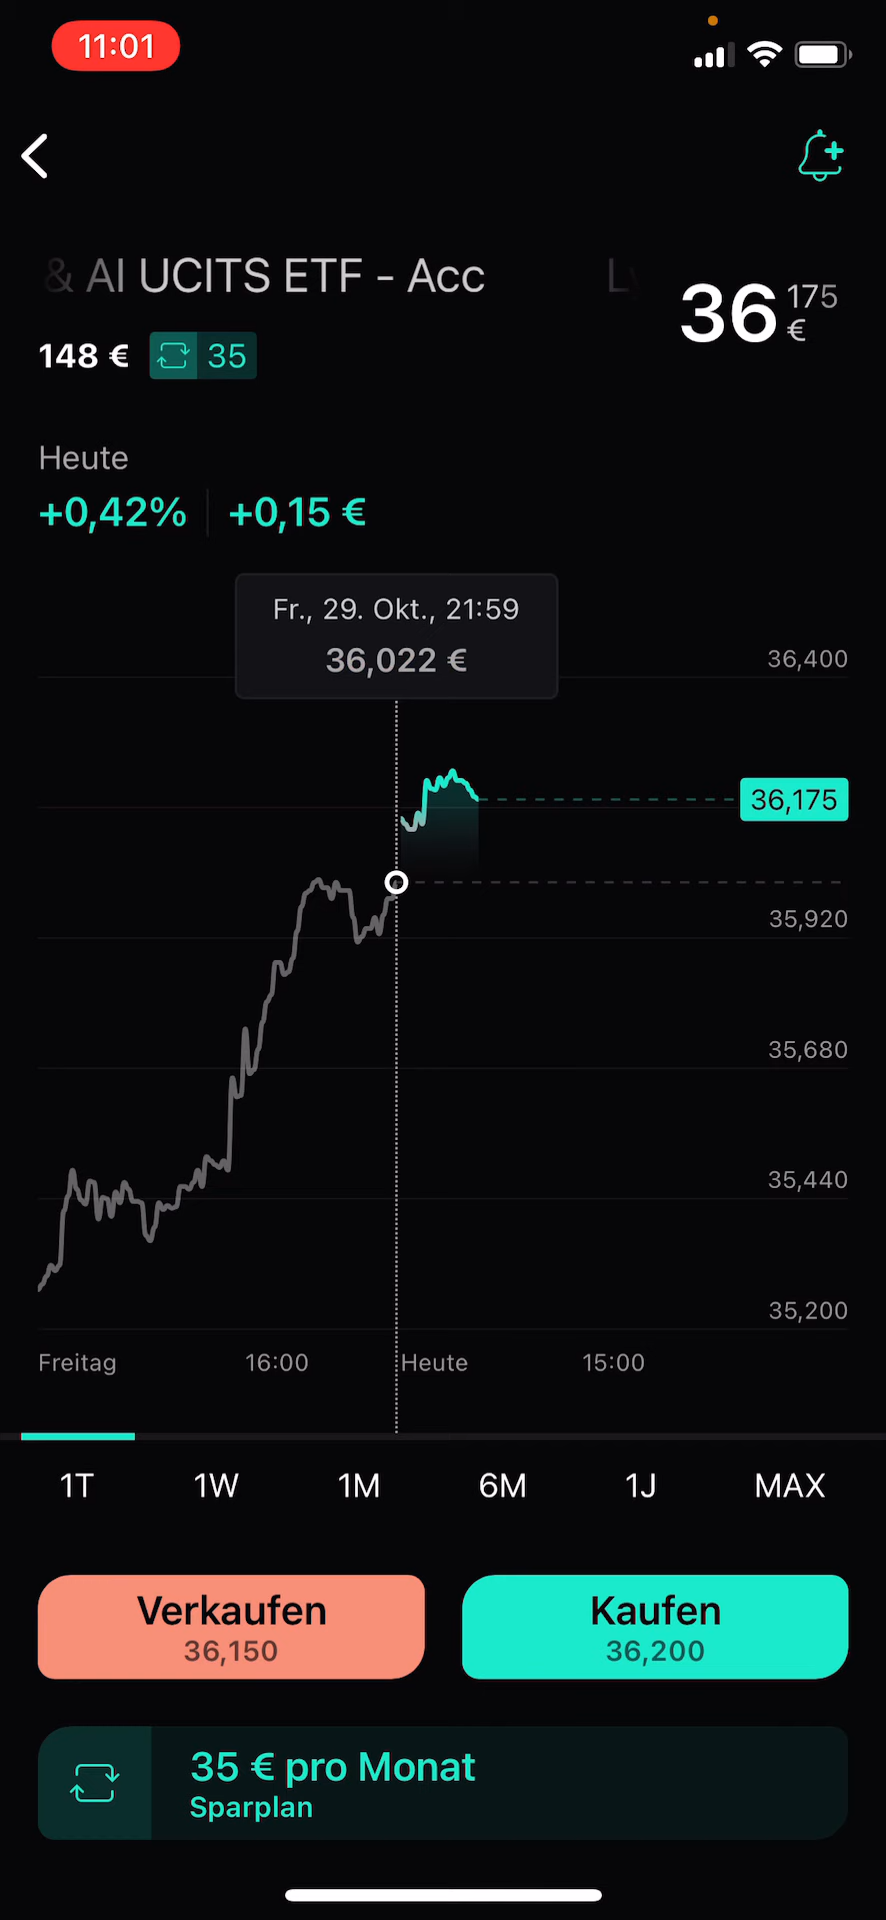 11:01
& AI UCITS ETF - Acc
36 175 €
148 €
35
Heute
+0,42%
+0,15 €
Fr., 29. Okt., 21:59
36,022 €
36,400
36,175
35,920
35,680
35,440
35,200
Freitag
16:00
Heute
15:00
1T
1W
1M
6M
1J
MAX
Verkaufen
36,150
Kaufen
36,200
35 € pro Monat
Sparplan